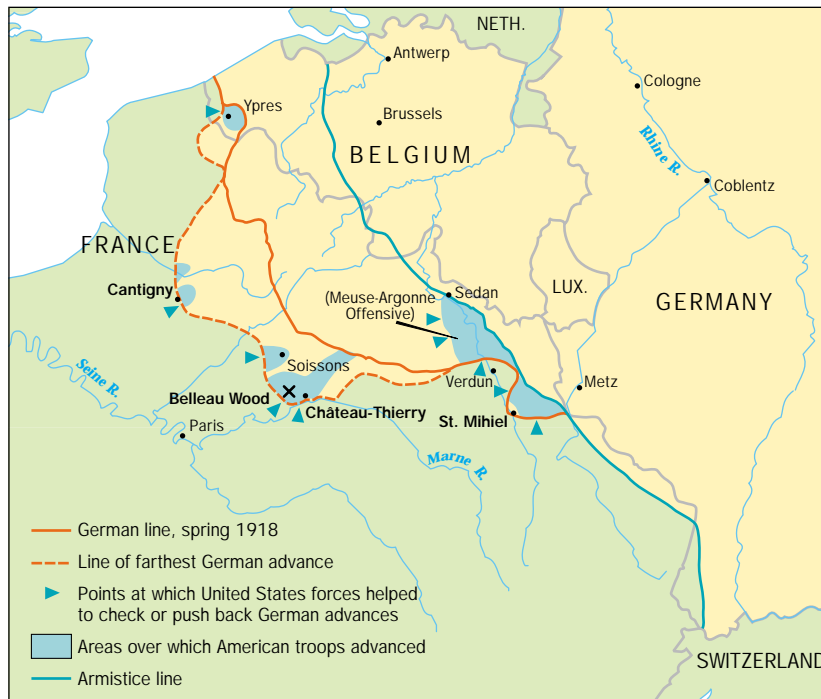 NETH.
Antwerp
Cologne
Ypres
Brussels
BELGIUM
Rhine R.
Coblentz
FRANCE
Cantigny
(Meuse-Argonne
Offensive)
Sedan
LUX.
GERMANY
Seine R.
Soissons
Verdun
Metz
Belleau Wood
Château-Thierry
St. Mihiel
Paris
Marne R.
German line, spring 1918
Line of farthest German advance
Points at which United States forces helped
to check or push back German advances
Areas over which American troops advanced
Armistice line
SWITZERLAND